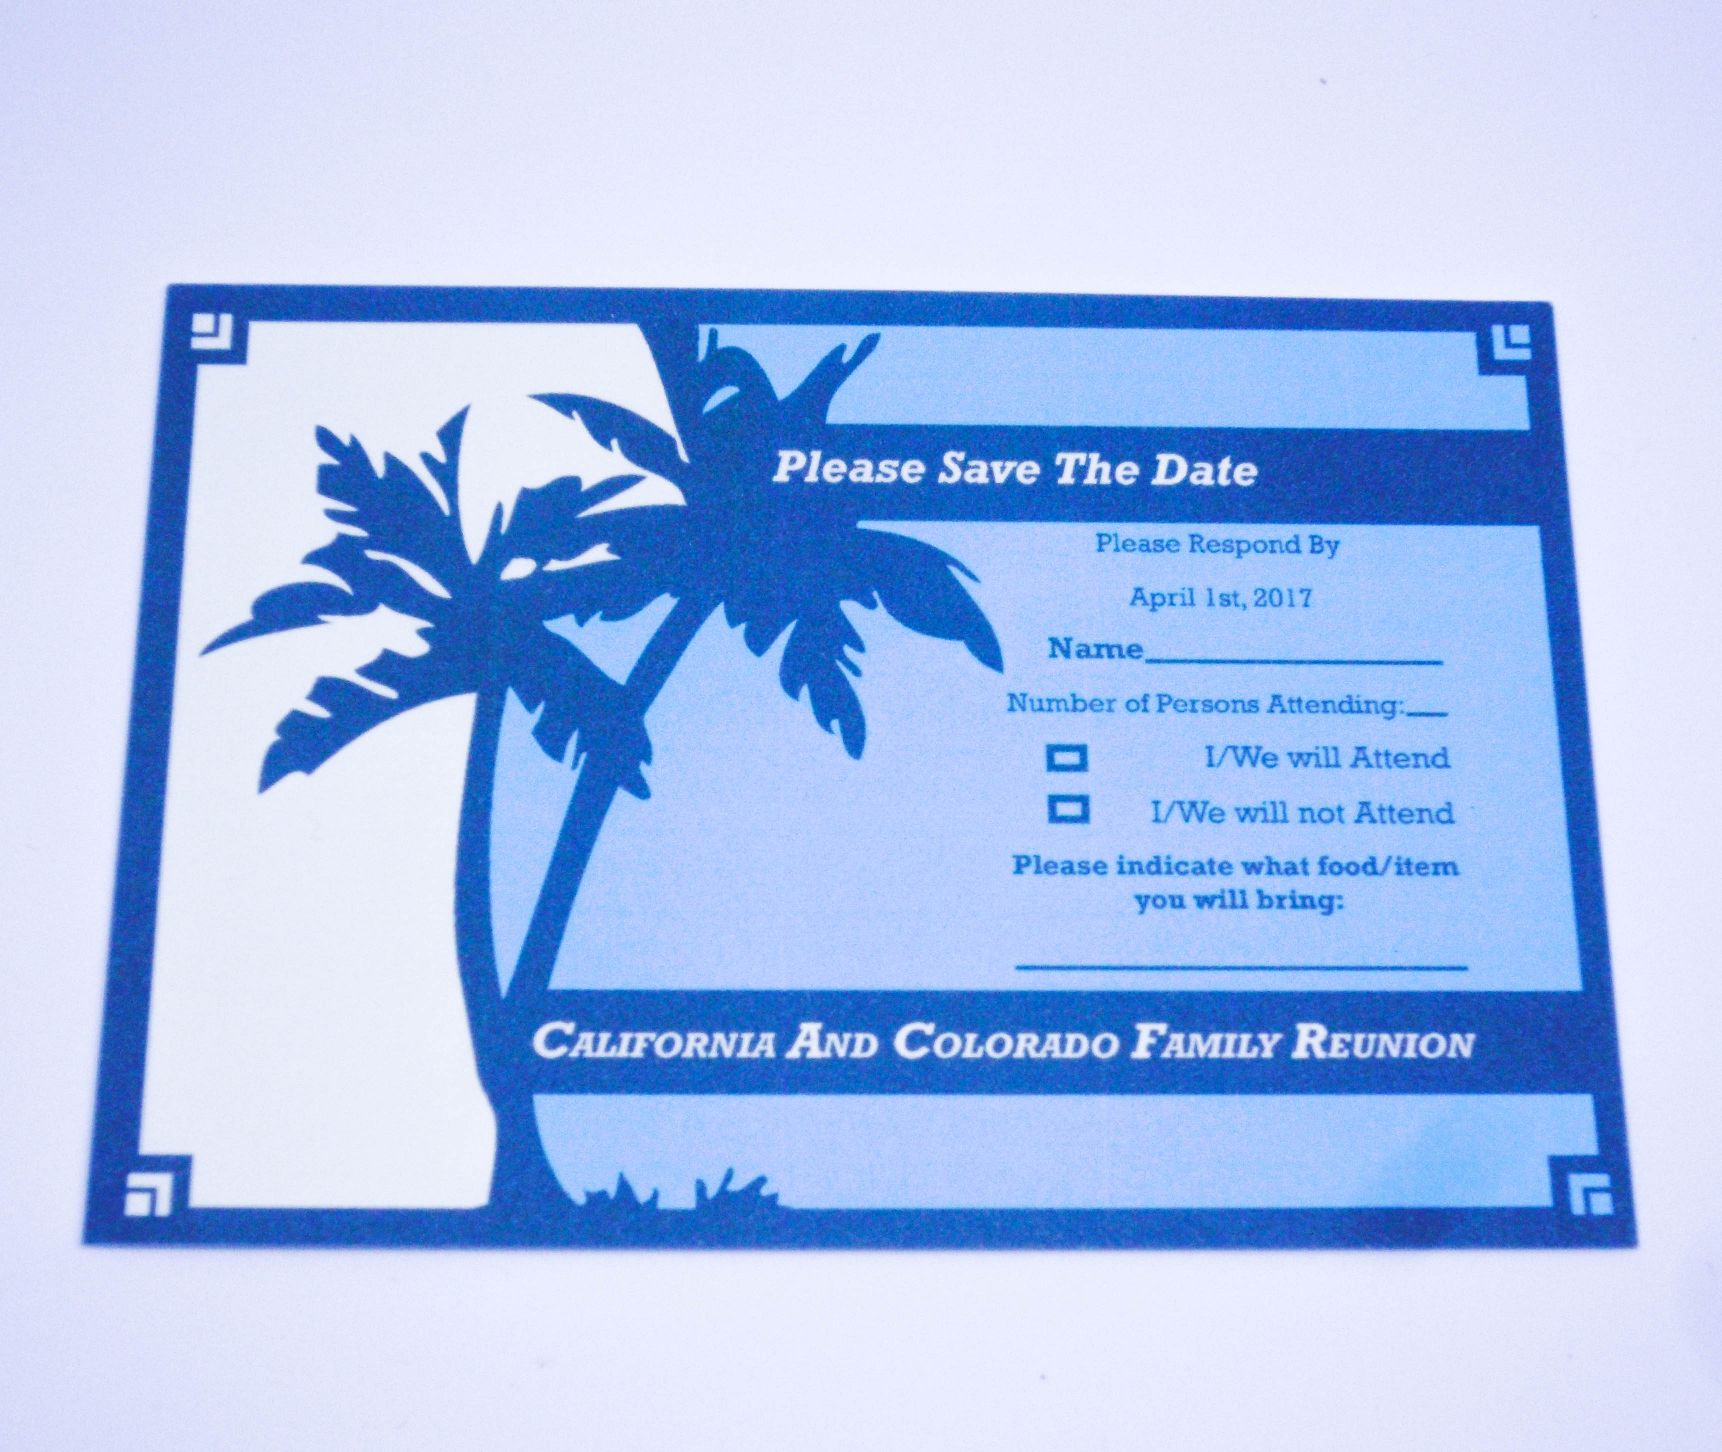 Please Save The Date
Please Respond By
April 1st, 2017
Name
Number of Persons Attending:
I/We will Attend
I/We will not Attend
Please indicate what food/item
you will bring:
CALIFORNIA AND COLORADO FAMILY REUNION